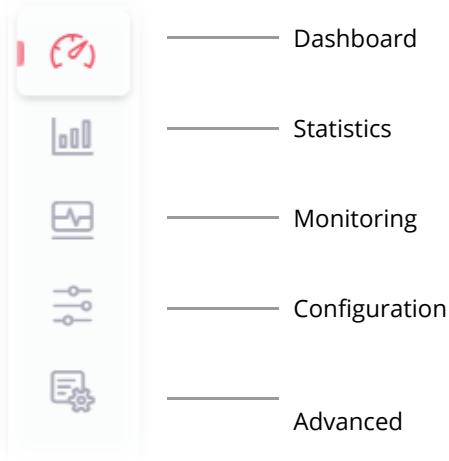 Dashboard
Statistics
Monitoring
Configuration
Advanced